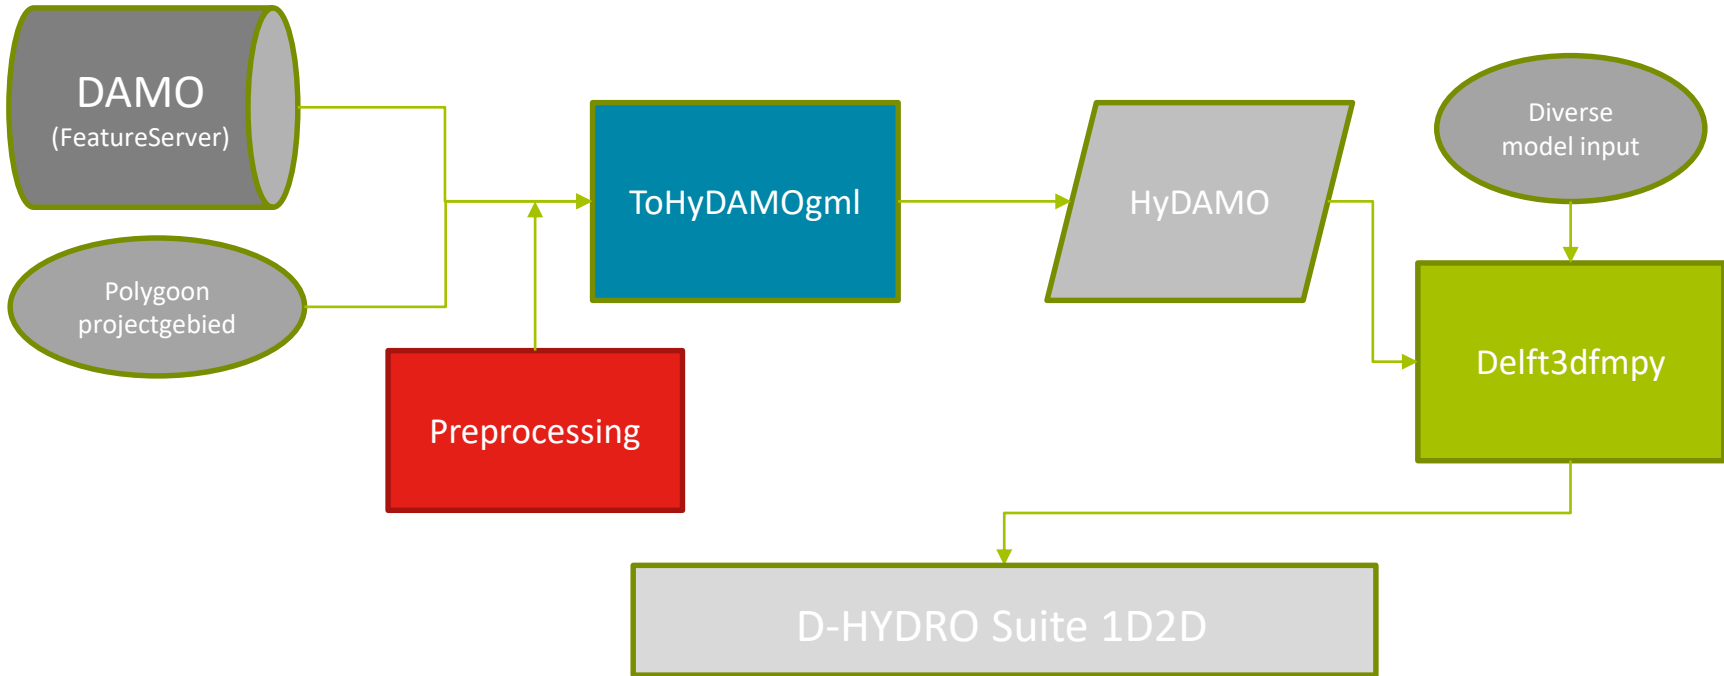 DAMO
(FeatureServer)
Polygoon
projectgebied
Preprocessing
ToHyDAMOgml
HyDAMO
Diverse
model input
Delft3dfmpy
D-HYDRO Suite 1D2D